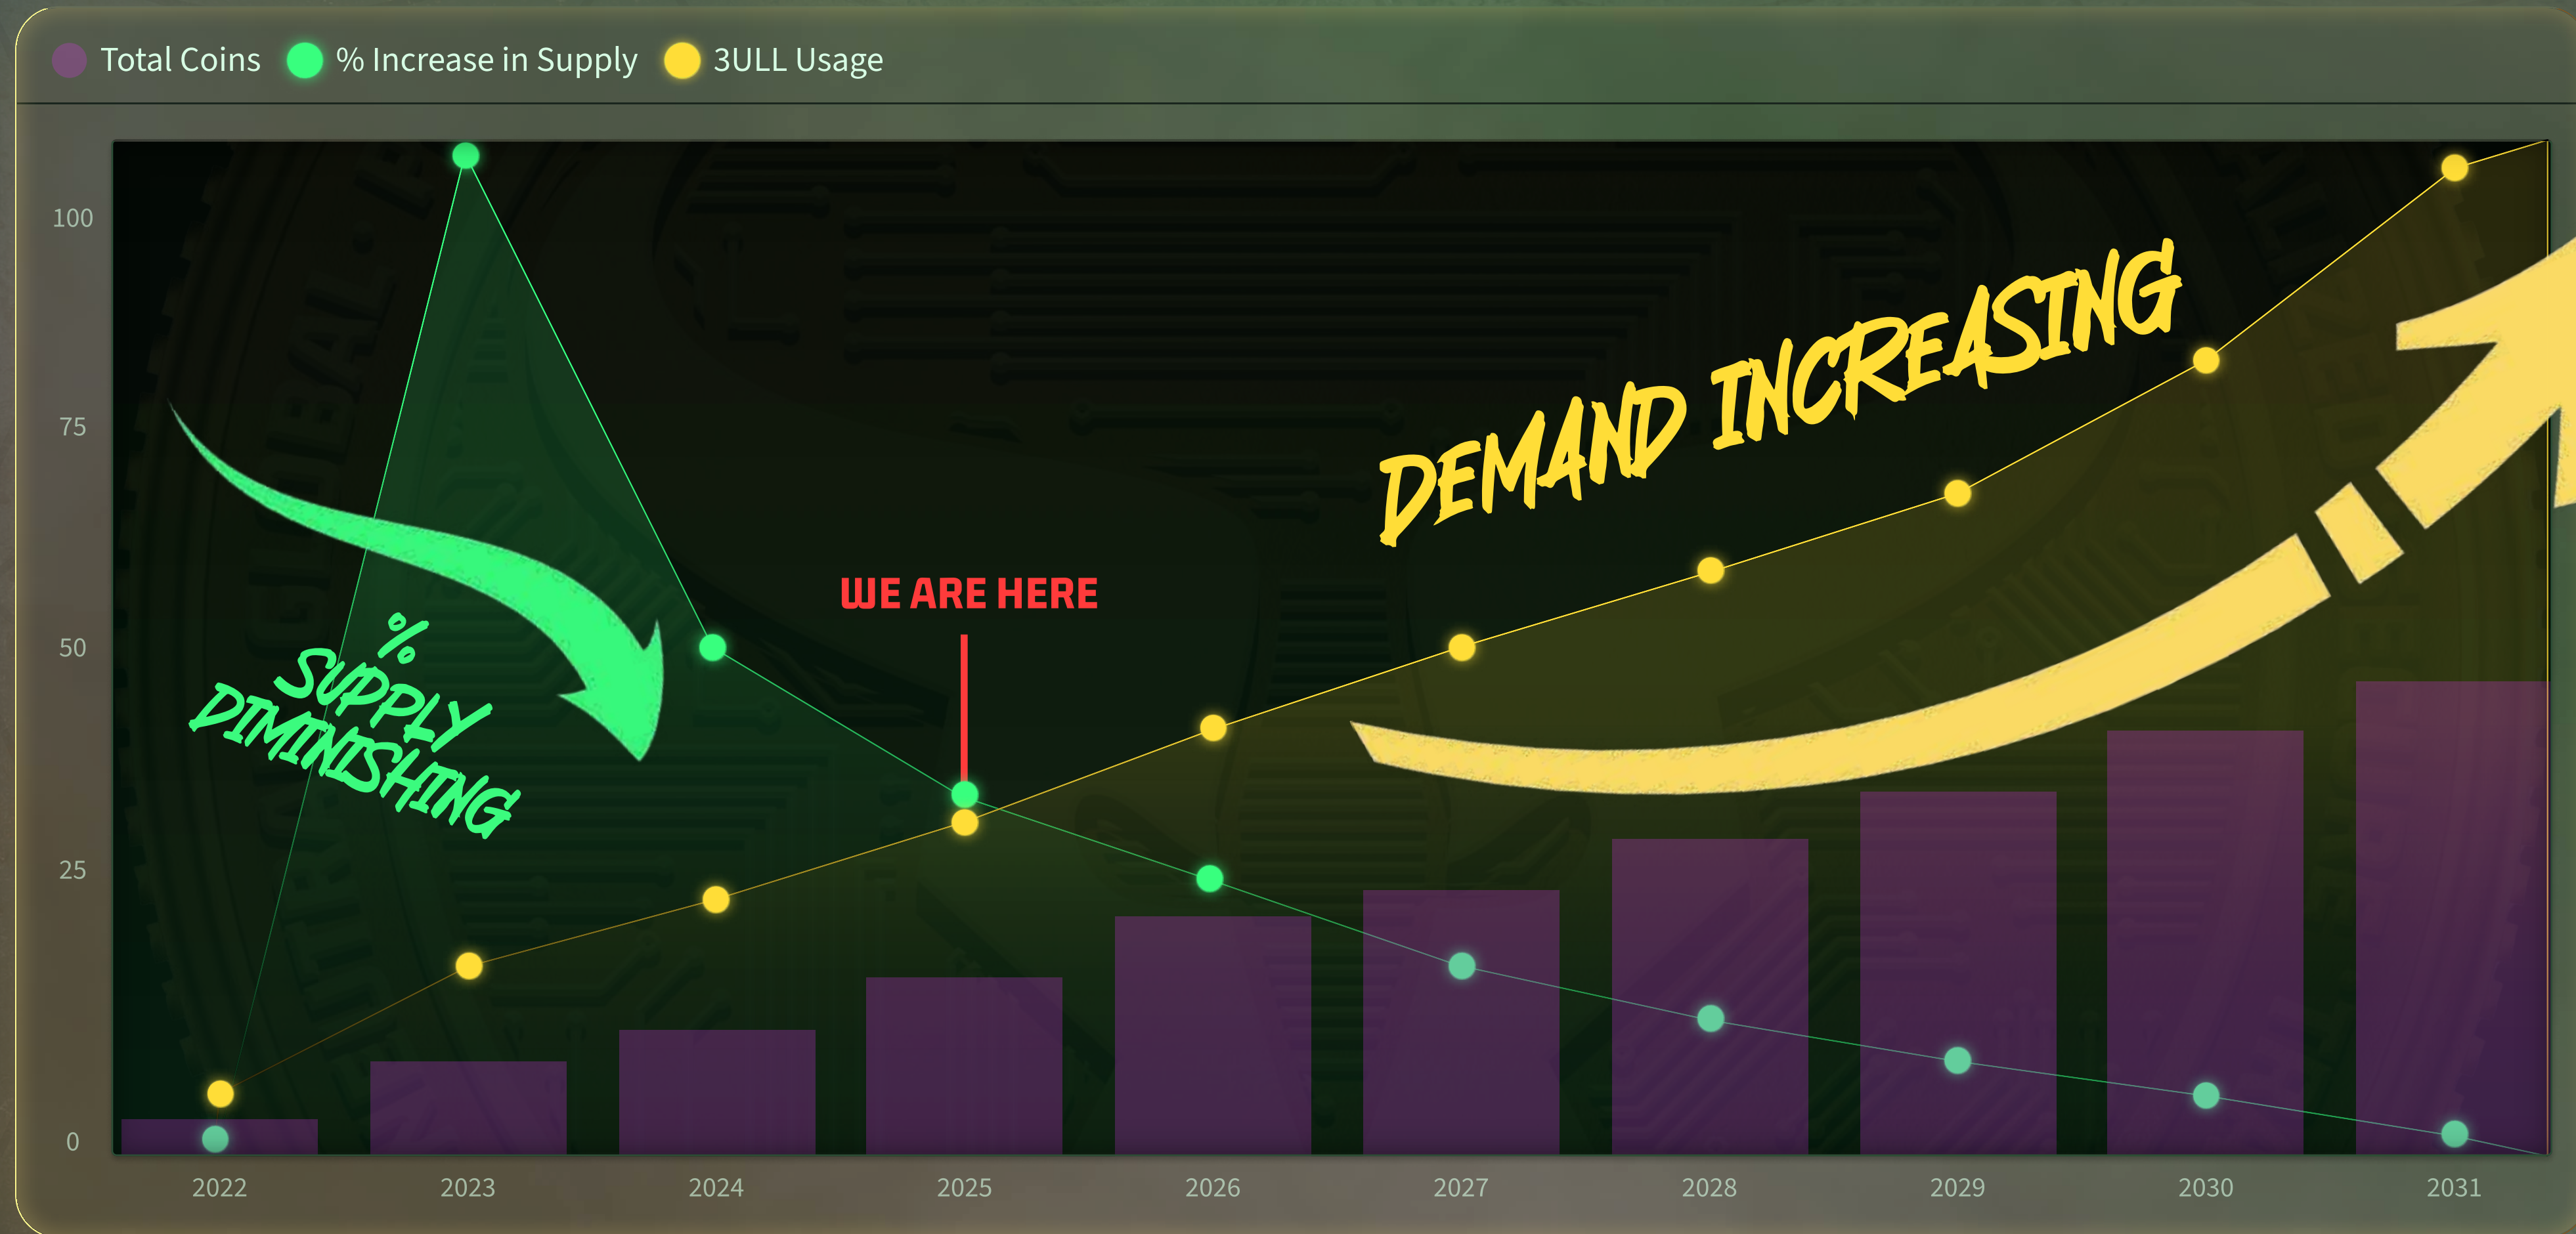 Total Coins % Increase in Supply 3ULL Usage
100
75
50
25
0
DEMAND INCREASING
WE ARE HERE
%
SUPPLY
DIMINISHING
2022 2023 2024 2025 2026 2027 2028 2029 2030 2031